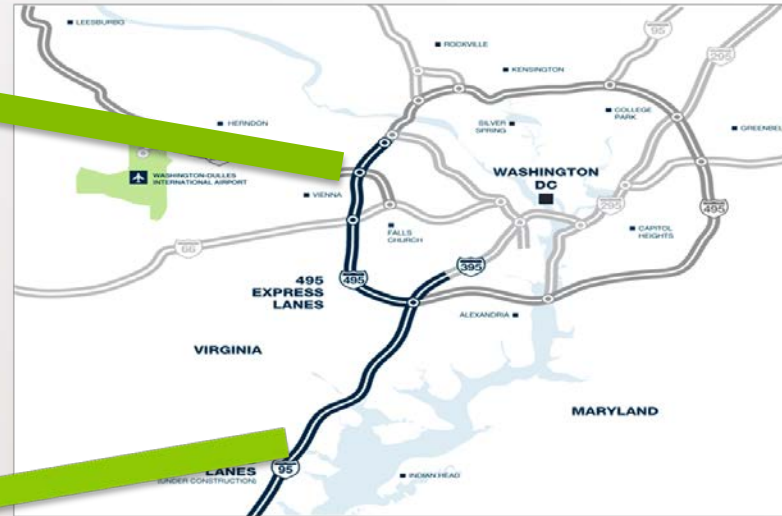 LEESBURG
95
295
ROCKVILLE
KENSINGTON
COLLEGE
PARK
HERNDON
SILVER
SPRING
GREENBEL
WASHINGTON-DULLES
INTERNATIONAL AIRPORT
WASHINGTON
DC
VIENNA
295
495
FALLS
CHURCH
CAPITOL
HEIGHTS
66
395
495
EXPRESS
LANES
495
ALEXANDRIA
VIRGINIA
MARYLAND
LANES
95
(UNDER CONSTRUCTION)
INDIAN HEAD